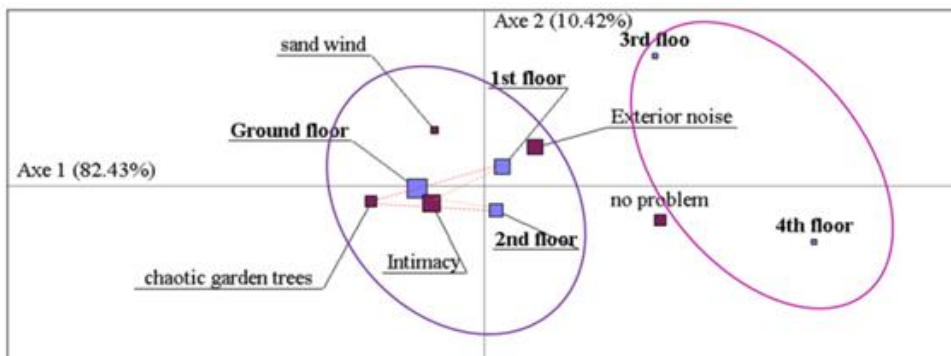 Axe 2 (10.42%)
3rd floo
sand wind
1st floor
Exterior noise
Ground floor
Axe 1 (82.43%)
no problem
4th floor
2nd floor
Intimacy
chaotic garden trees